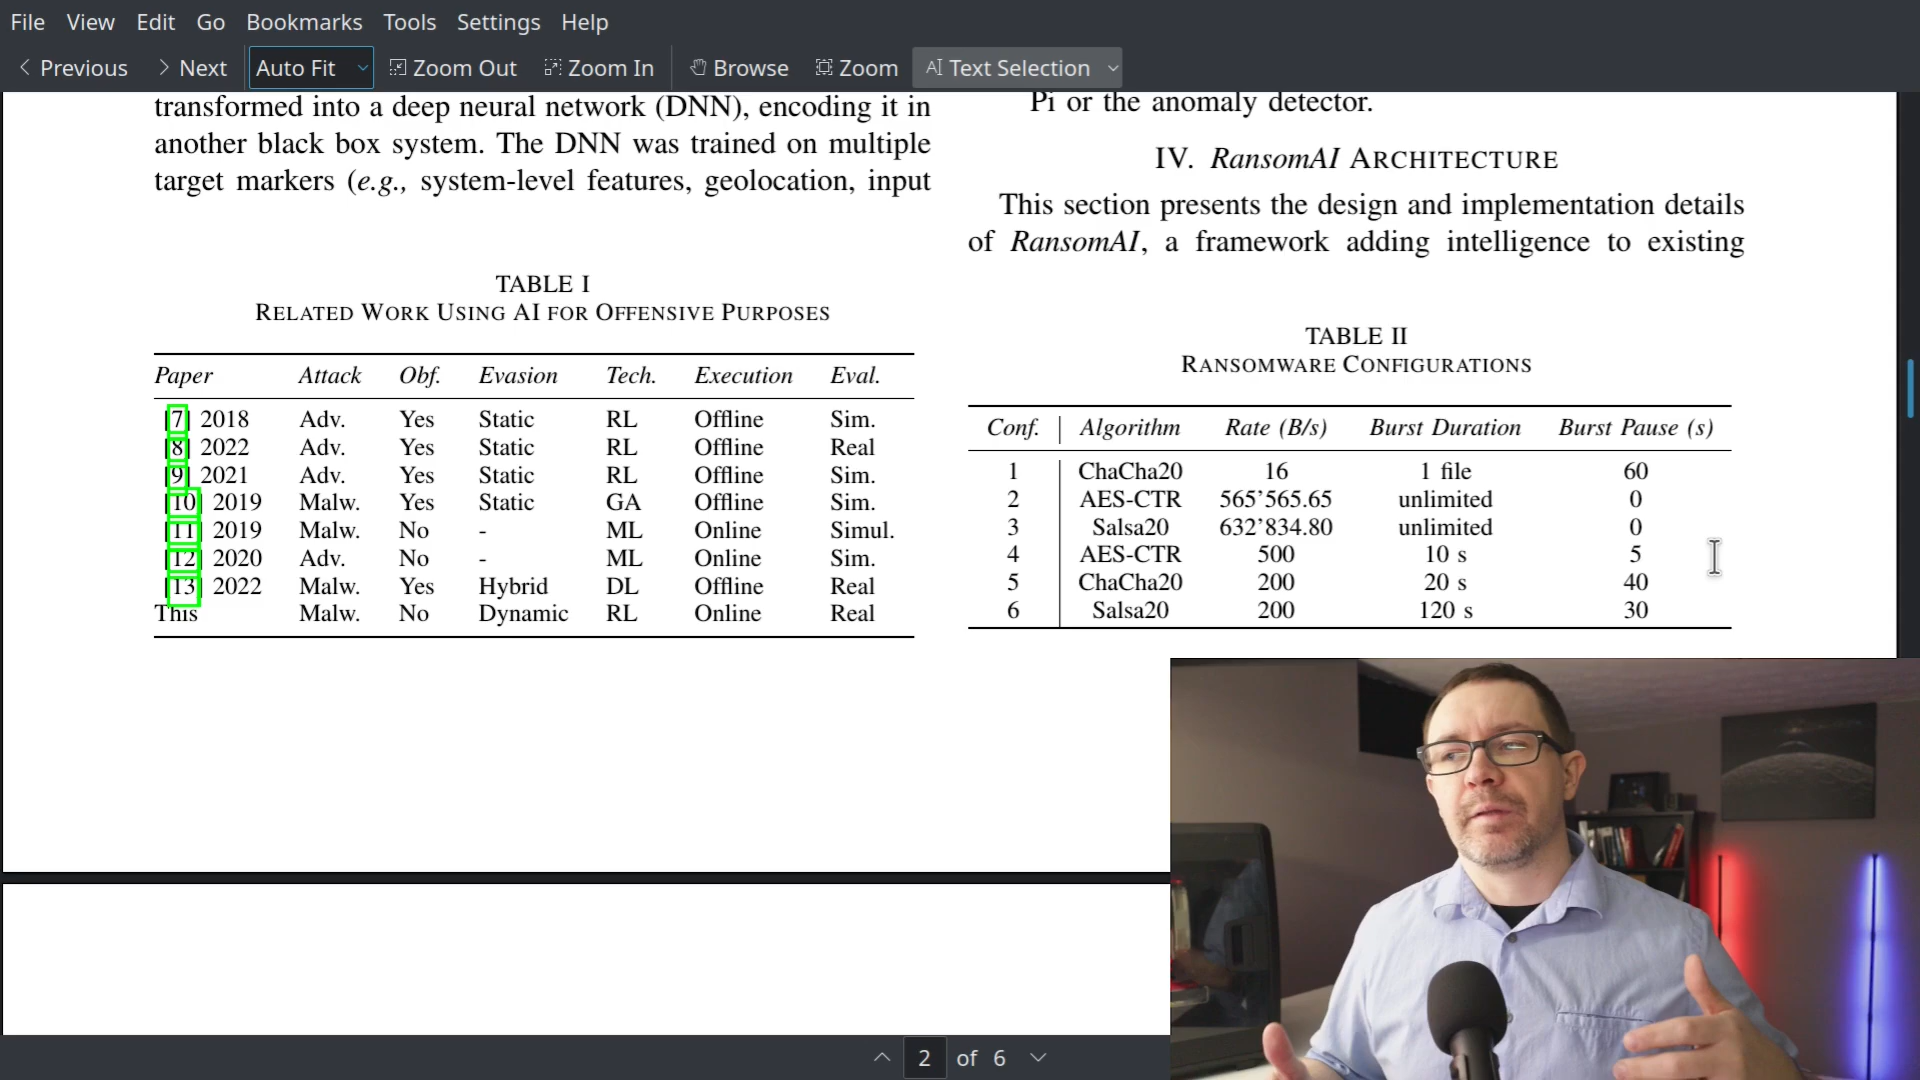 File View Edit Go Bookmarks Tools Settings Help
Previous Next Auto Fit Zoom Out Zoom In Browse Zoom Text Selection
transformed into a deep neural network (DNN), encoding it in
another black box system. The DNN was trained on multiple
target markers (e.g., system-level features, geolocation, input
TABLE I
RELATED WORK USING AI FOR OFFENSIVE PURPOSES
Paper Attack Obf. Evasion Tech. Execution Eval.
[7] 2018 Adv. Yes Static RL Offline Sim.
[8] 2022 Adv. Yes Static RL Offline Real
[9] 2021 Adv. Yes Static RL Offline Sim.
[10] 2019 Malw. Yes Static GA Offline Sim.
[11] 2019 Malw. No - ML Online Simul.
[12] 2020 Adv. No - ML Online Sim.
[13] 2022 Malw. Yes Hybrid DL Offline Real
This Malw. No Dynamic RL Online Real
Pi or the anomaly detector.
IV. RansomAI ARCHITECTURE
This section presents the design and implementation details
of RansomAI, a framework adding intelligence to existing
TABLE II
RANSOMWARE CONFIGURATIONS
Conf. Algorithm Rate (B/s) Burst Duration Burst Pause (s)
1 ChaCha20 16 1 file 60
2 AES-CTR 565’565.65 unlimited 0
3 Salsa20 632’834.80 unlimited 0
4 AES-CTR 500 10 s 5
5 ChaCha20 200 20 s 40
6 Salsa20 200 120 s 30
2 of 6